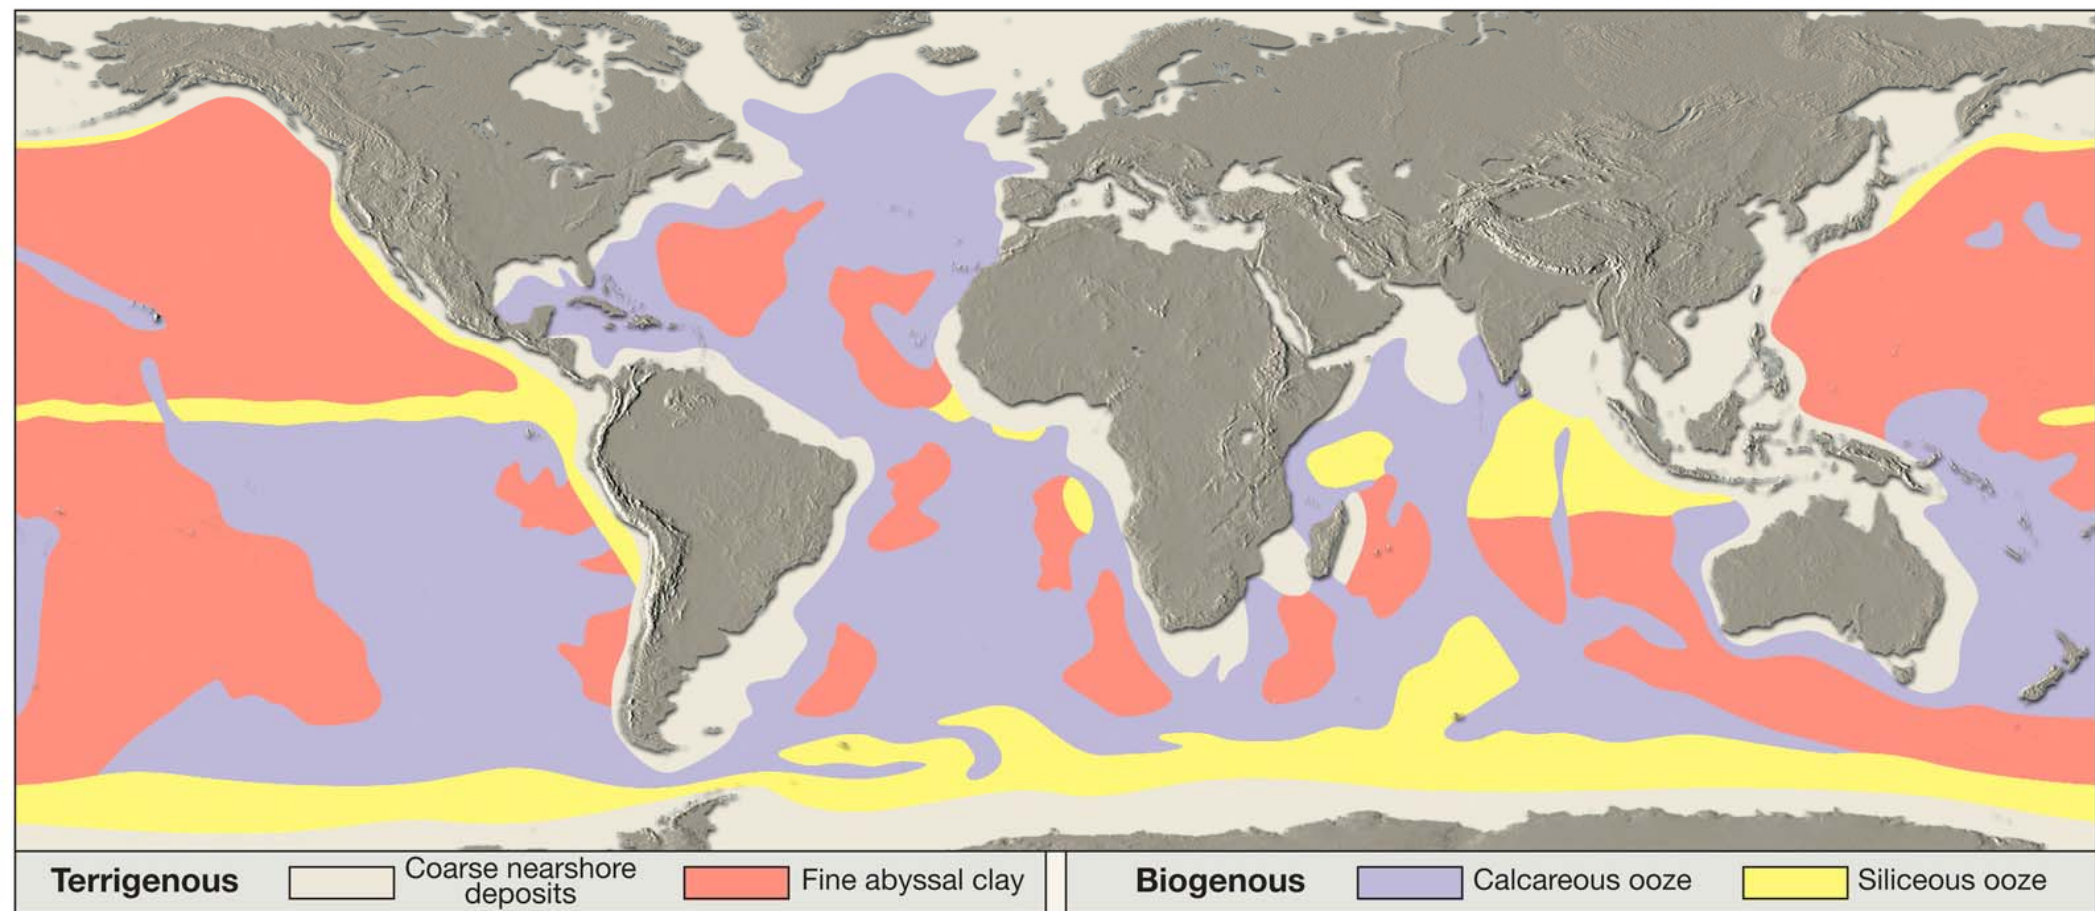 Terrigenous
Coarse nearshore
deposits
Fine abyssal clay
Biogenous
Calcareous ooze
Siliceous ooze